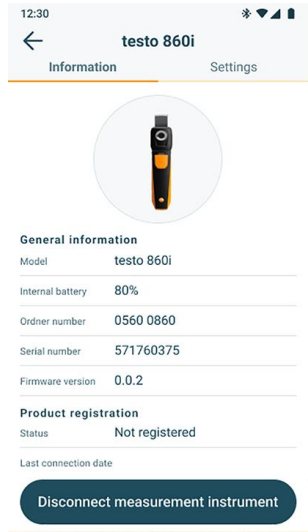 12:30
testo 860i
Information Settings
General information
Model testo 860i
Internal battery 80%
Ordner number 0560 0860
Serial number 571760375
Firmware version 0.0.2
Product registration
Status Not registered
Last connection date
Disconnect measurement instrument